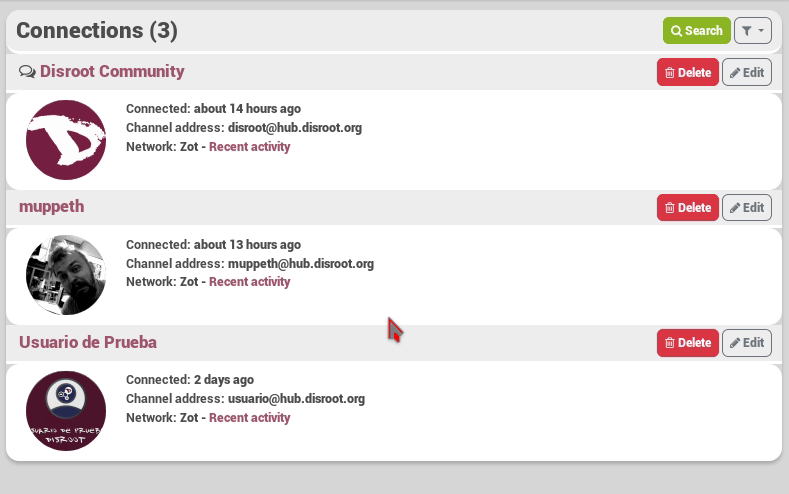 Connections (3)
Search
Disroot Community
Delete
Edit
Connected: about 14 hours ago
Channel address: disroot@hub.disroot.org
Network: Zot - Recent activity
muppeth
Delete
Edit
Connected: about 13 hours ago
Channel address: muppeth@hub.disroot.org
Network: Zot - Recent activity
Usuario de Prueba
Delete
Edit
Connected: 2 days ago
Channel address: usuario@hub.disroot.org
Network: Zot - Recent activity
DISROOT